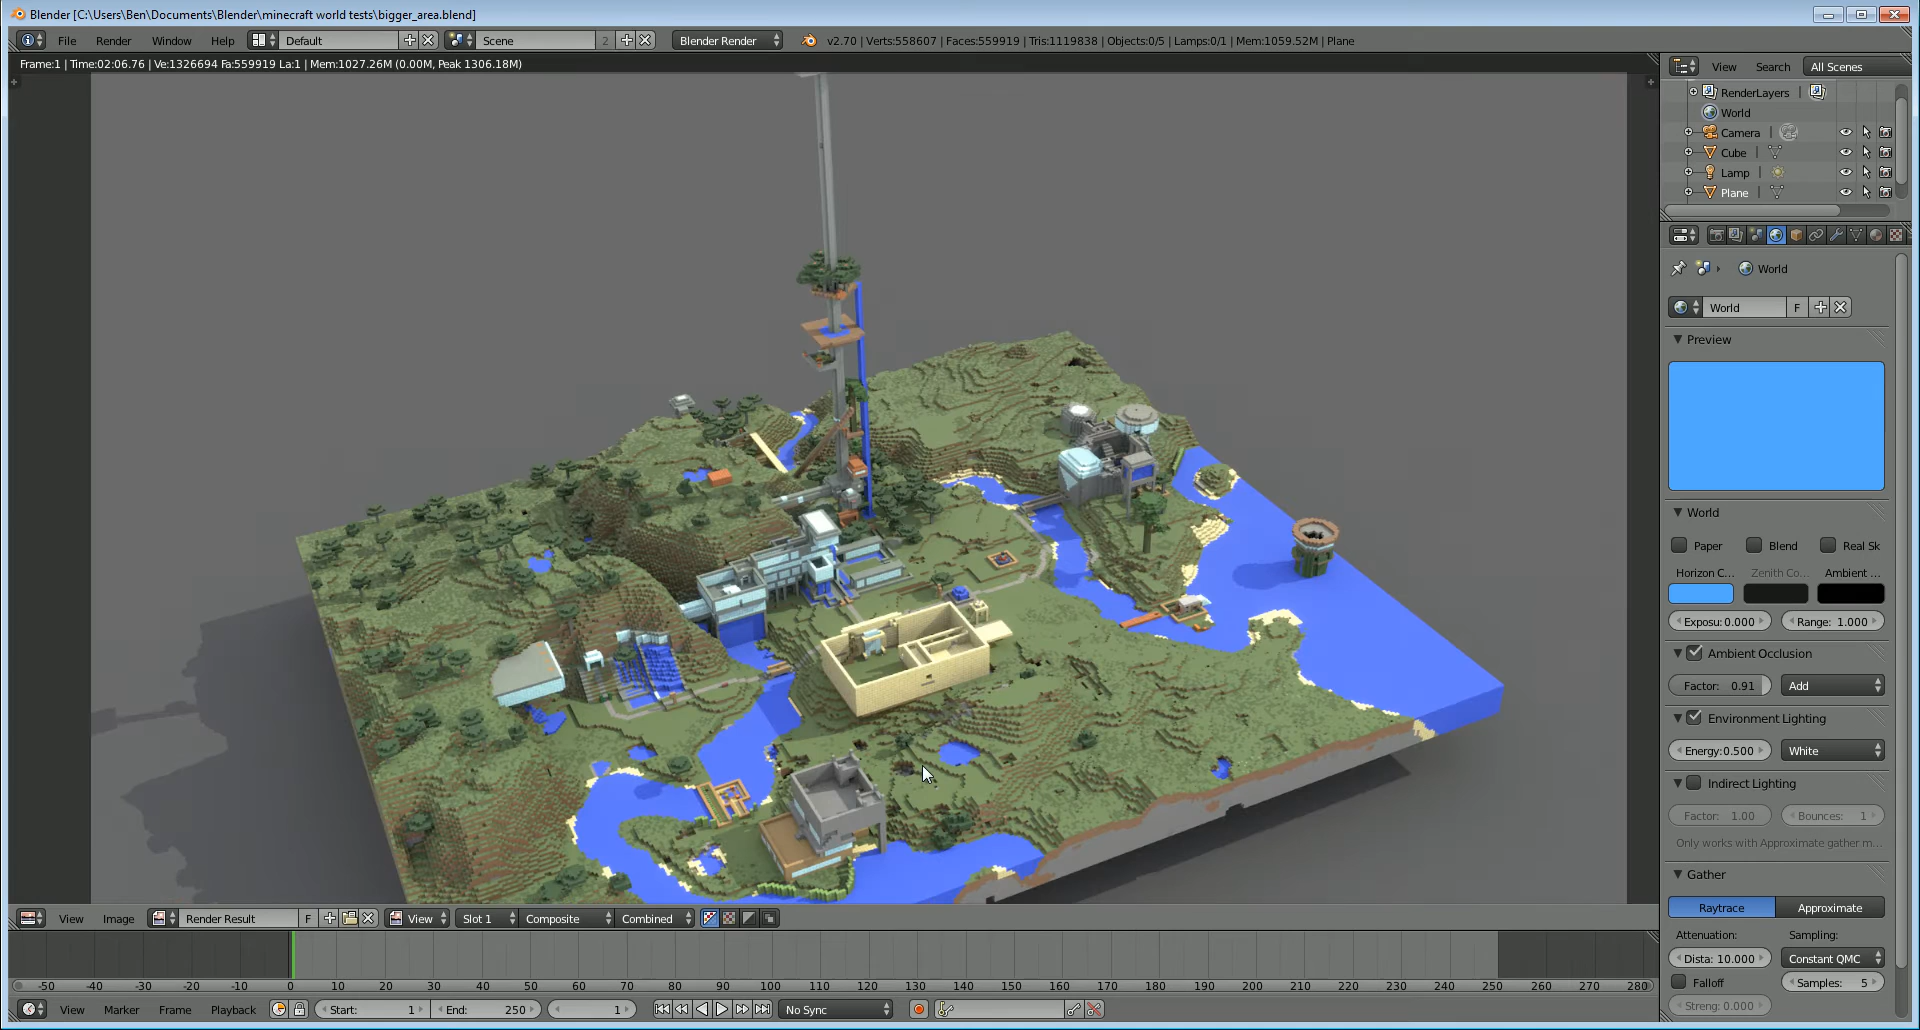 Blender [C:\Users\Ben\Documents\Blender\minecraft world tests\bigger_area.blend]
File Render Window Help Default Scene 2 Blender Render v2.70 | Verts:558607 | Faces:559919 | Tris:1119838 | Objects:0/5 | Lamps:0/1 | Mem:1059.52M | Plane
Frame:1 | Time:02:06.76 | Ve:1326694 Fa:559919 La:1 | Mem:1027.26M (0.00M, Peak 1306.18M)
View Search All Scenes
RenderLayers
World
Camera
Cube
Lamp
Plane
World
World F
Preview
World
Paper Blend Real Sk
Horizon C... Zenith Co... Ambient ...
Exposu: 0.000 Range: 1.000
Ambient Occlusion
Factor: 0.91 Add
Environment Lighting
Energy: 0.500 White
Indirect Lighting
Factor: 1.00 Bounces: 1
Only works with Approximate gather m...
Gather
Raytrace Approximate
Attenuation: Sampling:
Dista: 10.000 Constant QMC
Falloff Samples: 5
Streng: 0.000
View Image Render Result F View Slot 1 Composite Combined
-50 -40 -30 -20 -10 0 10 20 30 40 50 60 70 80 90 100 110 120 130 140 150 160 170 180 190 200 210 220 230 240 250 260 270 280
View Marker Frame Playback Start: 1 End: 250 1 No Sync